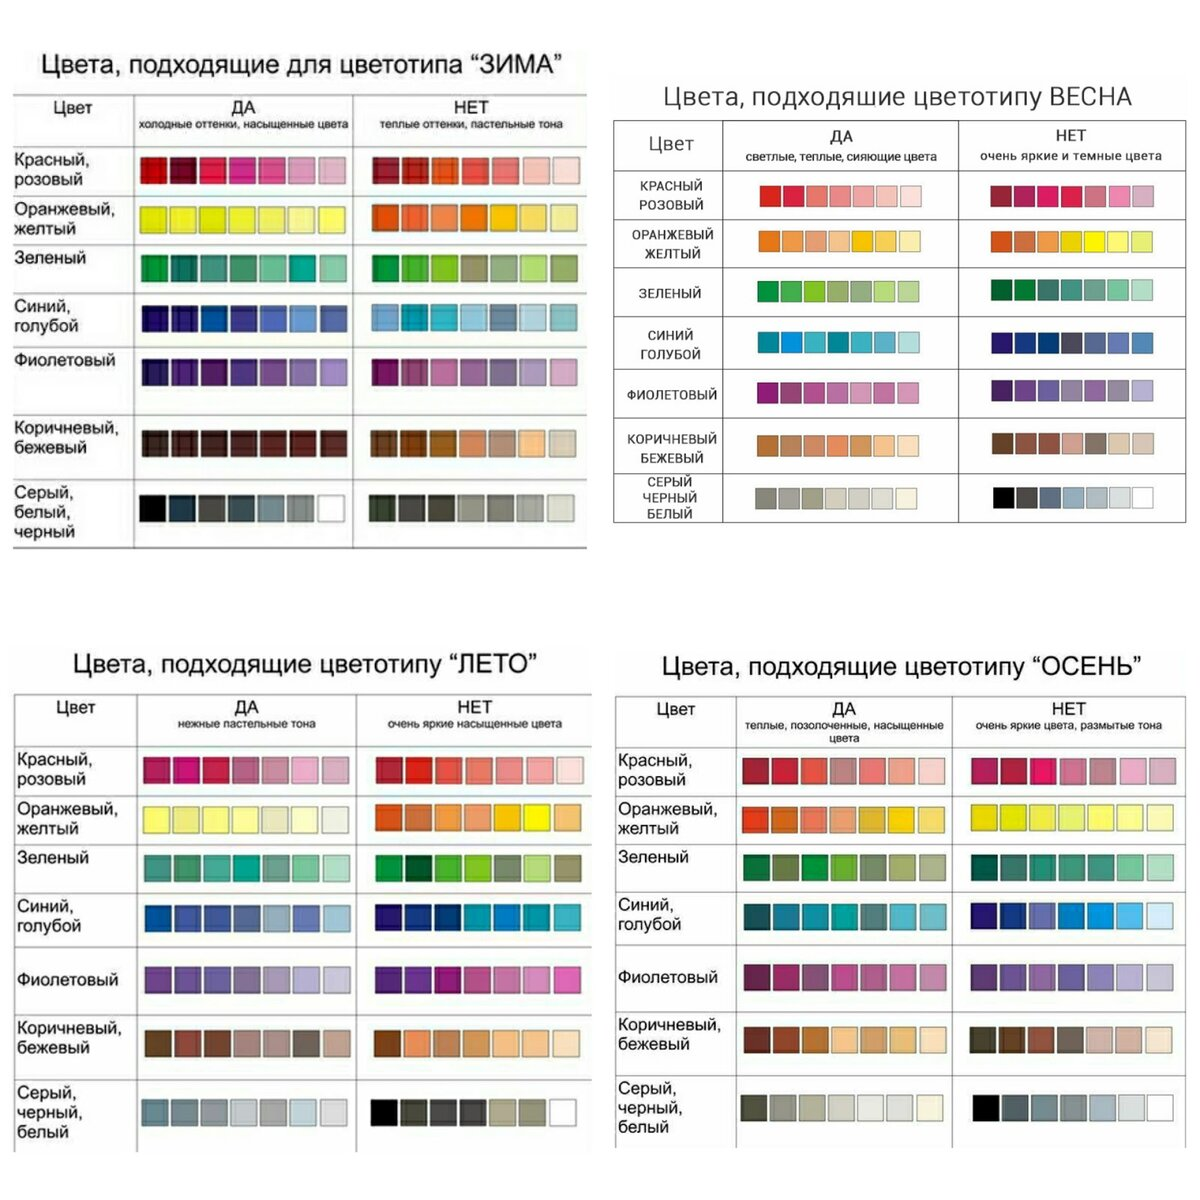 Цвета, подходящие для цветотипа “ЗИМА”
Цвет
ДА
холодные оттенки, насыщенные цвета
НЕТ
теплые оттенки, пастельные тона
Красный,
розовый
Оранжевый,
желтый
Зеленый
Синий,
голубой
Фиолетовый
Коричневый,
бежевый
Серый,
белый,
черный
Цвета, подходяшие цветотипу ВЕСНА
Цвет
ДА
светлые, теплые, сияющие цвета
НЕТ
очень яркие и темные цвета
КРАСНЫЙ
РОЗОВЫЙ
ОРАНЖЕВЫЙ
ЖЕЛТЫЙ
ЗЕЛЕНЫЙ
СИНИЙ
ГОЛУБОЙ
ФИОЛЕТОВЫЙ
КОРИЧНЕВЫЙ
БЕЖЕВЫЙ
СЕРЫЙ
ЧЕРНЫЙ
БЕЛЫЙ
Цвета, подходящие цветотипу “ЛЕТО”
Цвет
ДА
нежные пастельные тона
НЕТ
очень яркие насыщенные цвета
Красный,
розовый
Оранжевый,
желтый
Зеленый
Синий,
голубой
Фиолетовый
Коричневый,
бежевый
Серый,
черный,
белый
Цвета, подходящие цветотипу “ОСЕНЬ”
Цвет
ДА
теплые, позолоченные, насыщенные
цвета
НЕТ
очень яркие цвета, размытые тона
Красный,
розовый
Оранжевый,
желтый
Зеленый
Синий,
голубой
Фиолетовый
Коричневый,
бежевый
Серый,
черный,
белый